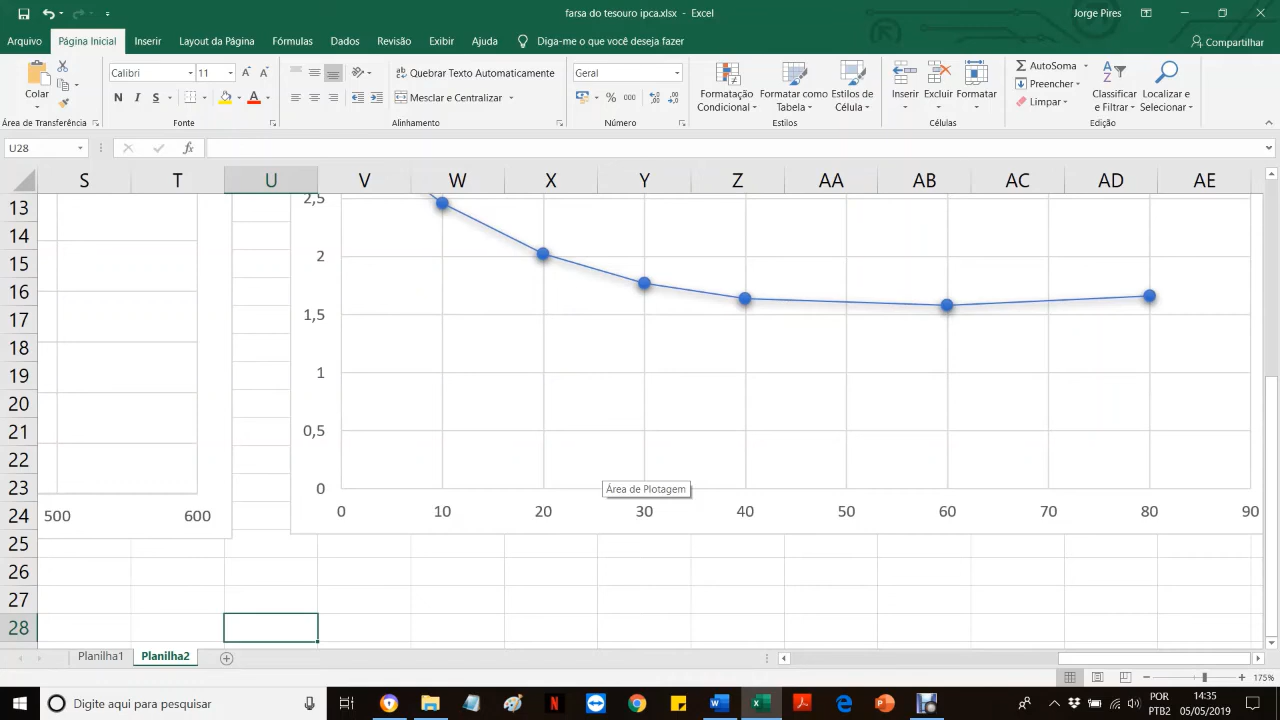 farsa do tesouro ipca.xlsx - Excel
Jorge Pires
Arquivo Página Inicial Inserir Layout da Página Fórmulas Dados Revisão Exibir Ajuda Diga-me o que você deseja fazer Compartilhar
Colar
Área de Transferência
Calibri 11
N I S
Fonte
Quebrar Texto Automaticamente
Mesclar e Centralizar
Alinhamento
Geral
% 000
Número
Formatação Condicional
Formatar como Tabela
Estilos de Célula
Estilos
Inserir
Excluir
Formatar
Células
AutoSoma
Preencher
Limpar
Classificar e Filtrar
Localizar e Selecionar
Edição
U28
fx
S T U V W X Y Z AA AB AC AD AE
13
14
15
16
17
18
19
20
21
22
23
24
25
26
27
28
500 600
2,5
2
1,5
1
0,5
0
Área de Plotagem
0 10 20 30 40 50 60 70 80 90
Planilha1 Planilha2
175%
Digite aqui para pesquisar
POR
PTB2
14:35
05/05/2019